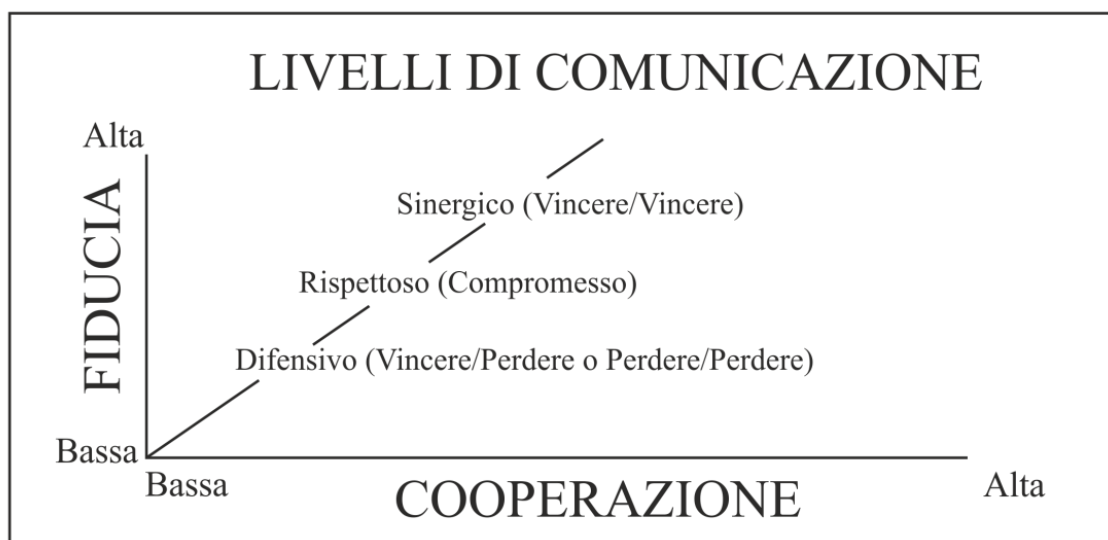 LIVELLI DI COMUNICAZIONE
Alta
FIDUCIA
Sinergico (Vincere/Vincere)
Rispettoso (Compromesso)
Difensivo (Vincere/Perdere o Perdere/Perdere)
Bassa
Bassa
COOPERAZIONE
Alta